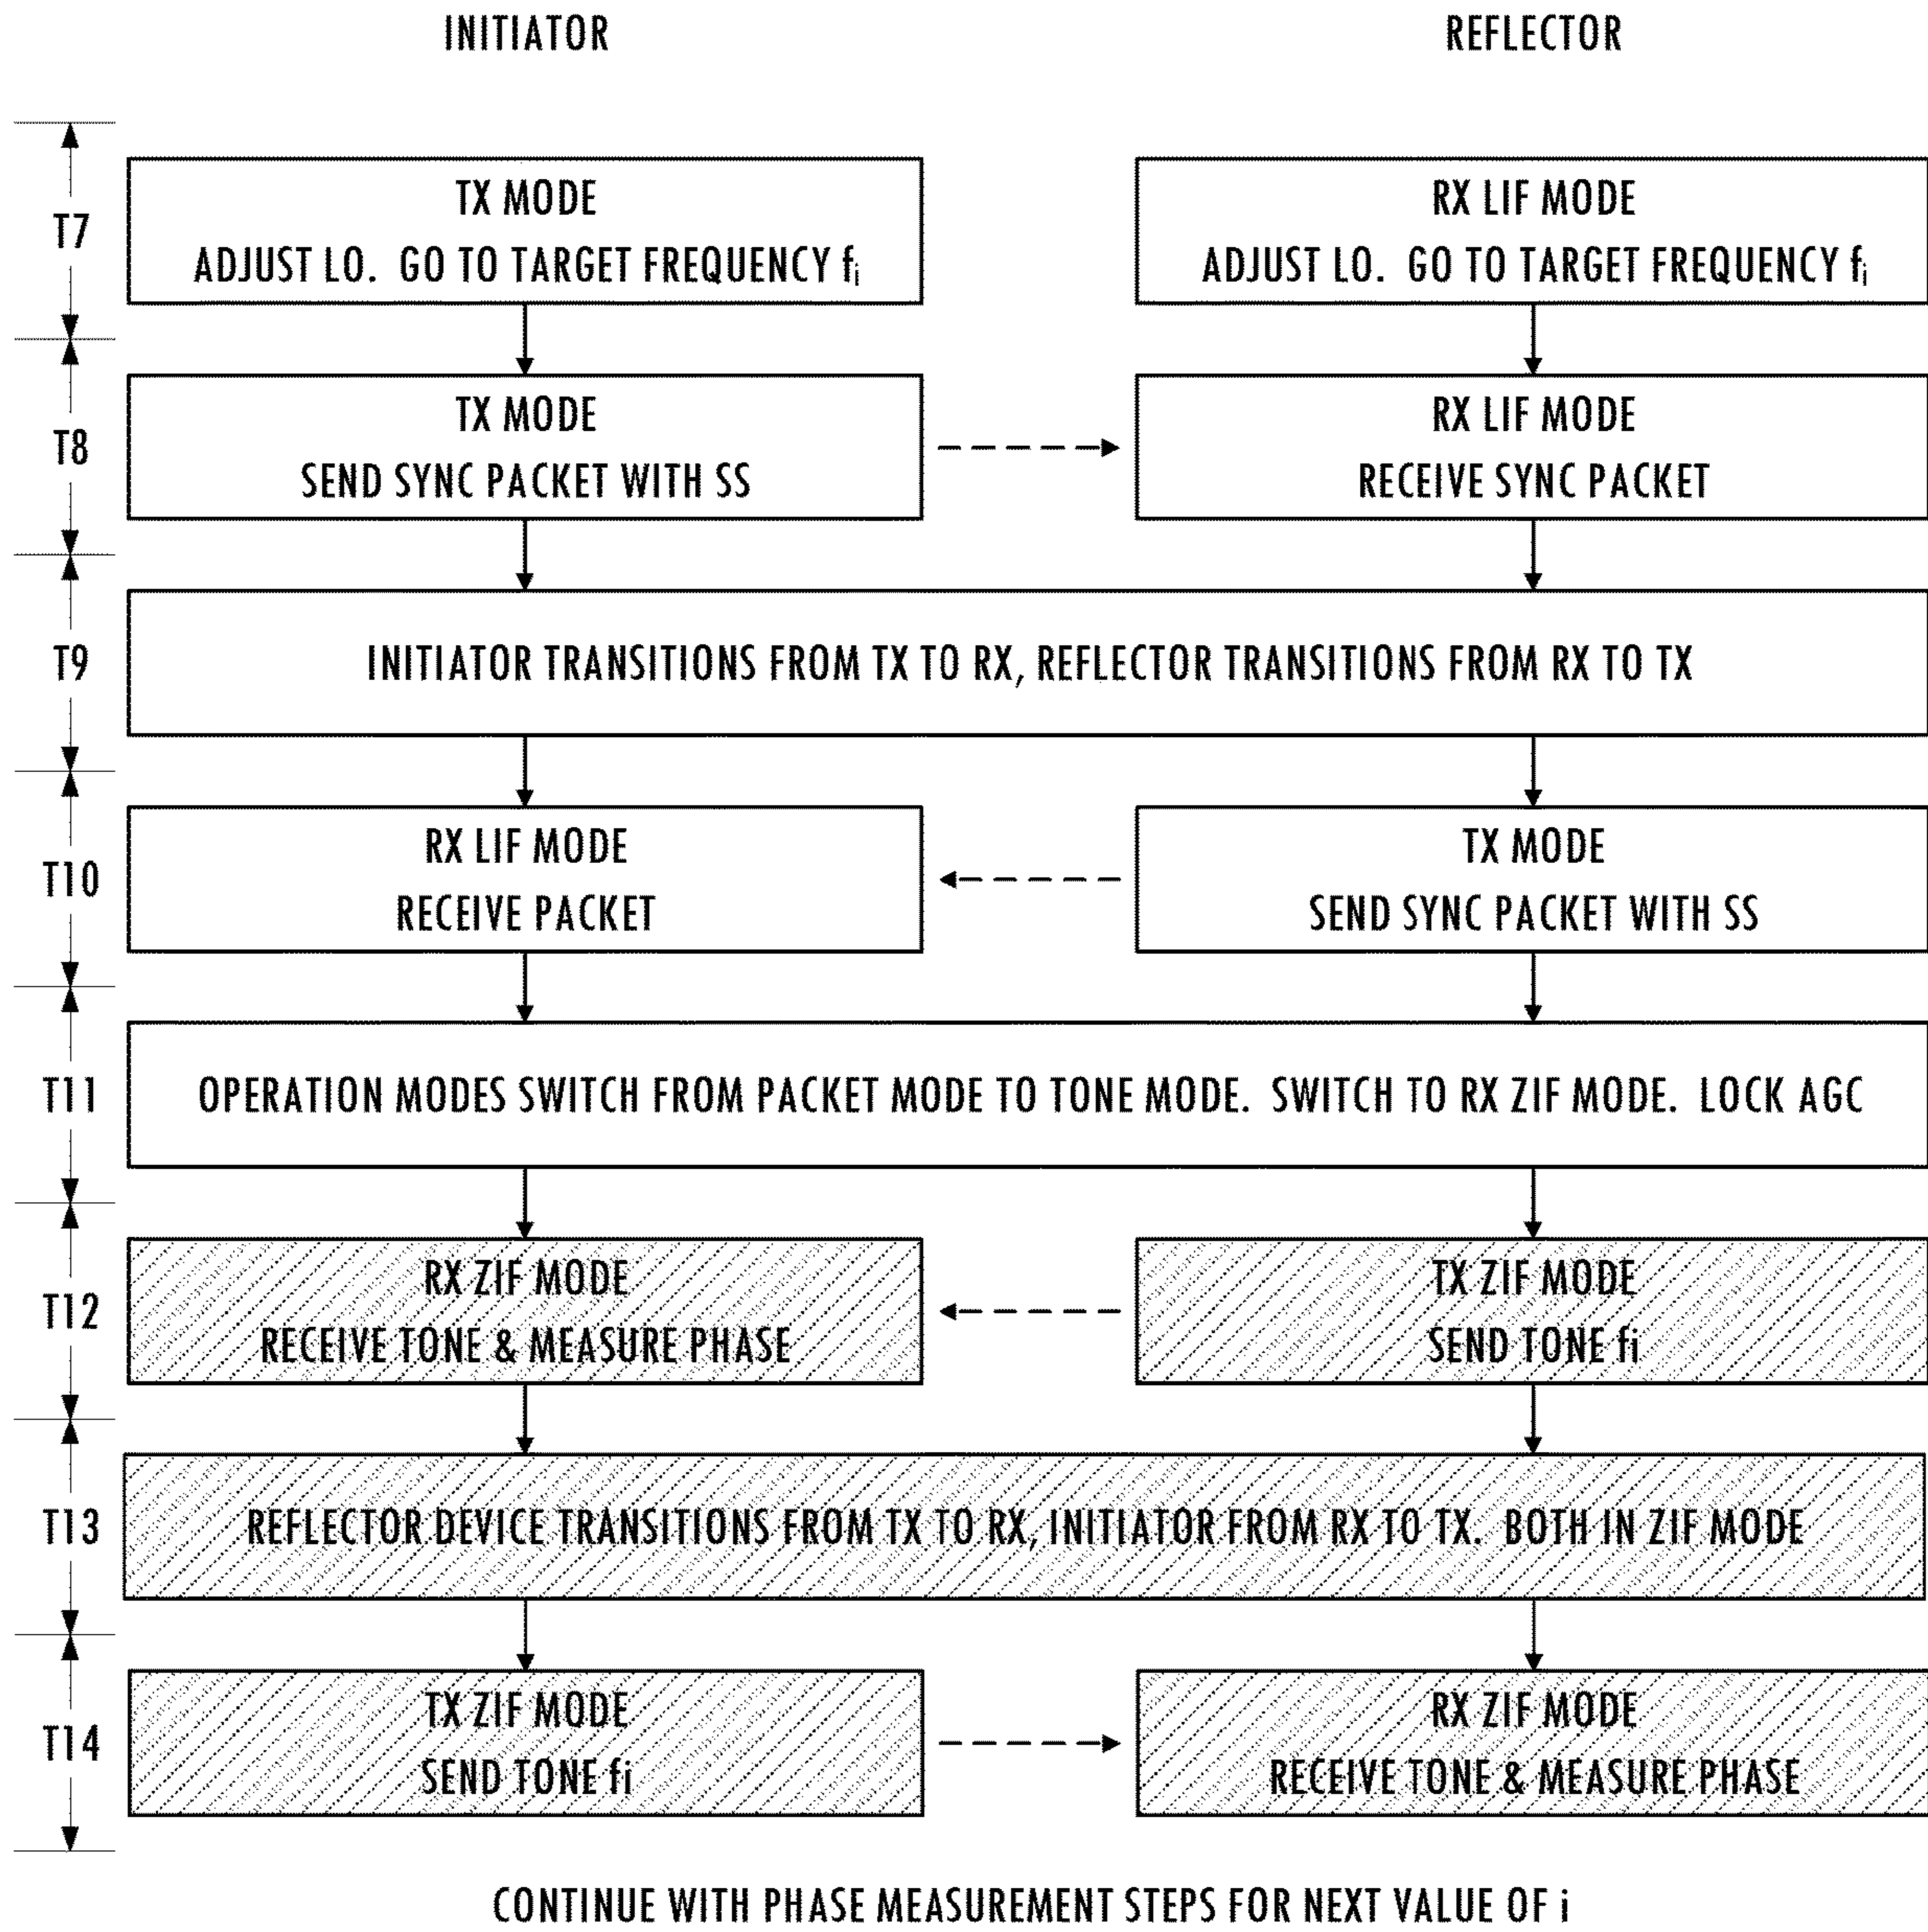 INITIATOR
REFLECTOR
T7
TX MODE
ADJUST LO. GO TO TARGET FREQUENCY fi
RX LIF MODE
ADJUST LO. GO TO TARGET FREQUENCY fi
T8
TX MODE
SEND SYNC PACKET WITH SS
RX LIF MODE
RECEIVE SYNC PACKET
T9
INITIATOR TRANSITIONS FROM TX TO RX, REFLECTOR TRANSITIONS FROM RX TO TX
T10
RX LIF MODE
RECEIVE PACKET
TX MODE
SEND SYNC PACKET WITH SS
T11
OPERATION MODES SWITCH FROM PACKET MODE TO TONE MODE. SWITCH TO RX ZIF MODE. LOCK AGC
T12
RX ZIF MODE
RECEIVE TONE & MEASURE PHASE
TX ZIF MODE
SEND TONE fi
T13
REFLECTOR DEVICE TRANSITIONS FROM TX TO RX, INITIATOR FROM RX TO TX. BOTH IN ZIF MODE
T14
TX ZIF MODE
SEND TONE fi
RX ZIF MODE
RECEIVE TONE & MEASURE PHASE
CONTINUE WITH PHASE MEASUREMENT STEPS FOR NEXT VALUE OF i